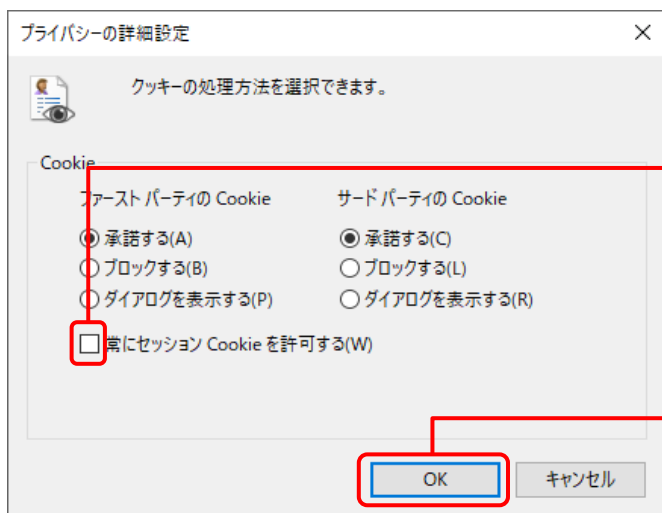 プライバシーの詳細設定
クッキーの処理方法を選択できます。
Cookie
ファースト パーティの Cookie
サード パーティの Cookie
承諾する(A)
承諾する(C)
ブロックする(B)
ブロックする(L)
ダイアログを表示する(P)
ダイアログを表示する(R)
常にセッション Cookie を許可する(W)
OK
キャンセル